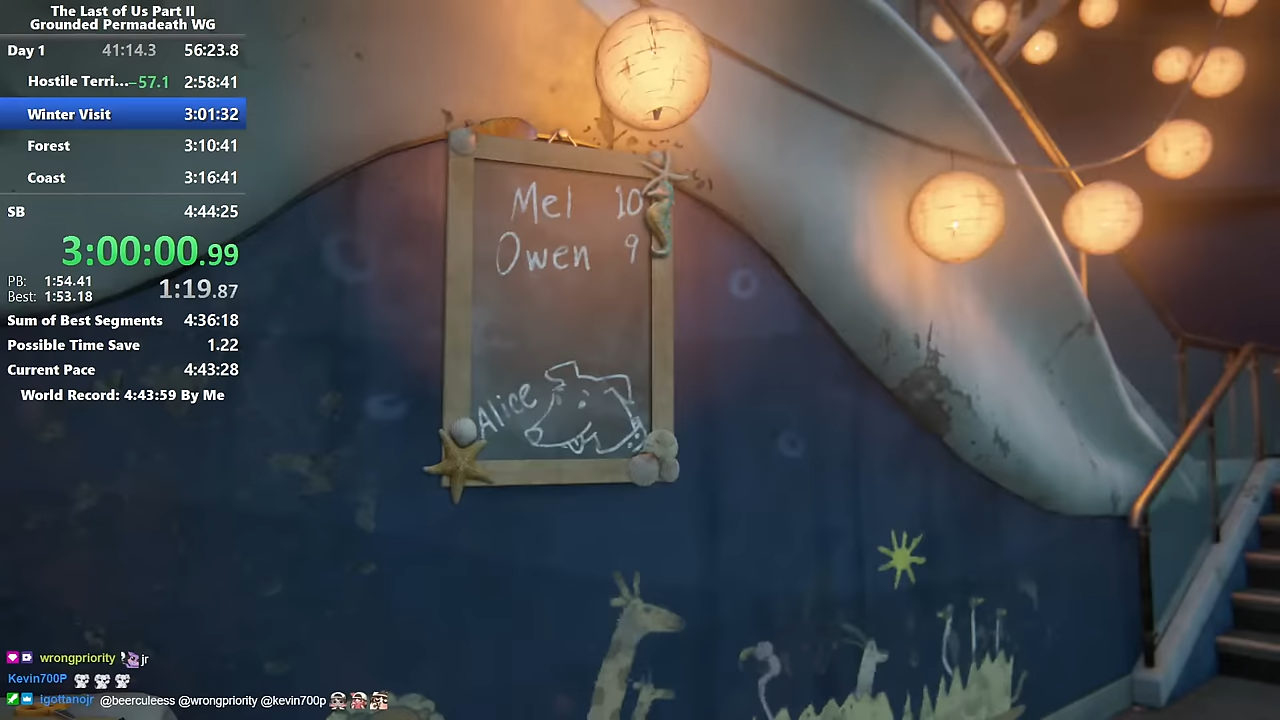 The Last of Us Part II
Grounded Permadeath WG
Day 1 41:14.3 56:23.8
Hostile Terri... −57.1 2:58:41
Winter Visit 3:01:32
Forest 3:10:41
Coast 3:16:41
SB 4:44:25
3:00:00.99
PB: 1:54.41
Best: 1:53.18
1:19.87
Sum of Best Segments 4:36:18
Possible Time Save 1.22
Current Pace 4:43:28
World Record: 4:43:59 By Me
Mel 10
Owen 9
Alice
wrongpriority jr
Kevin700P
lgottanojr @beerculeess @wrongpriority @kevin700p